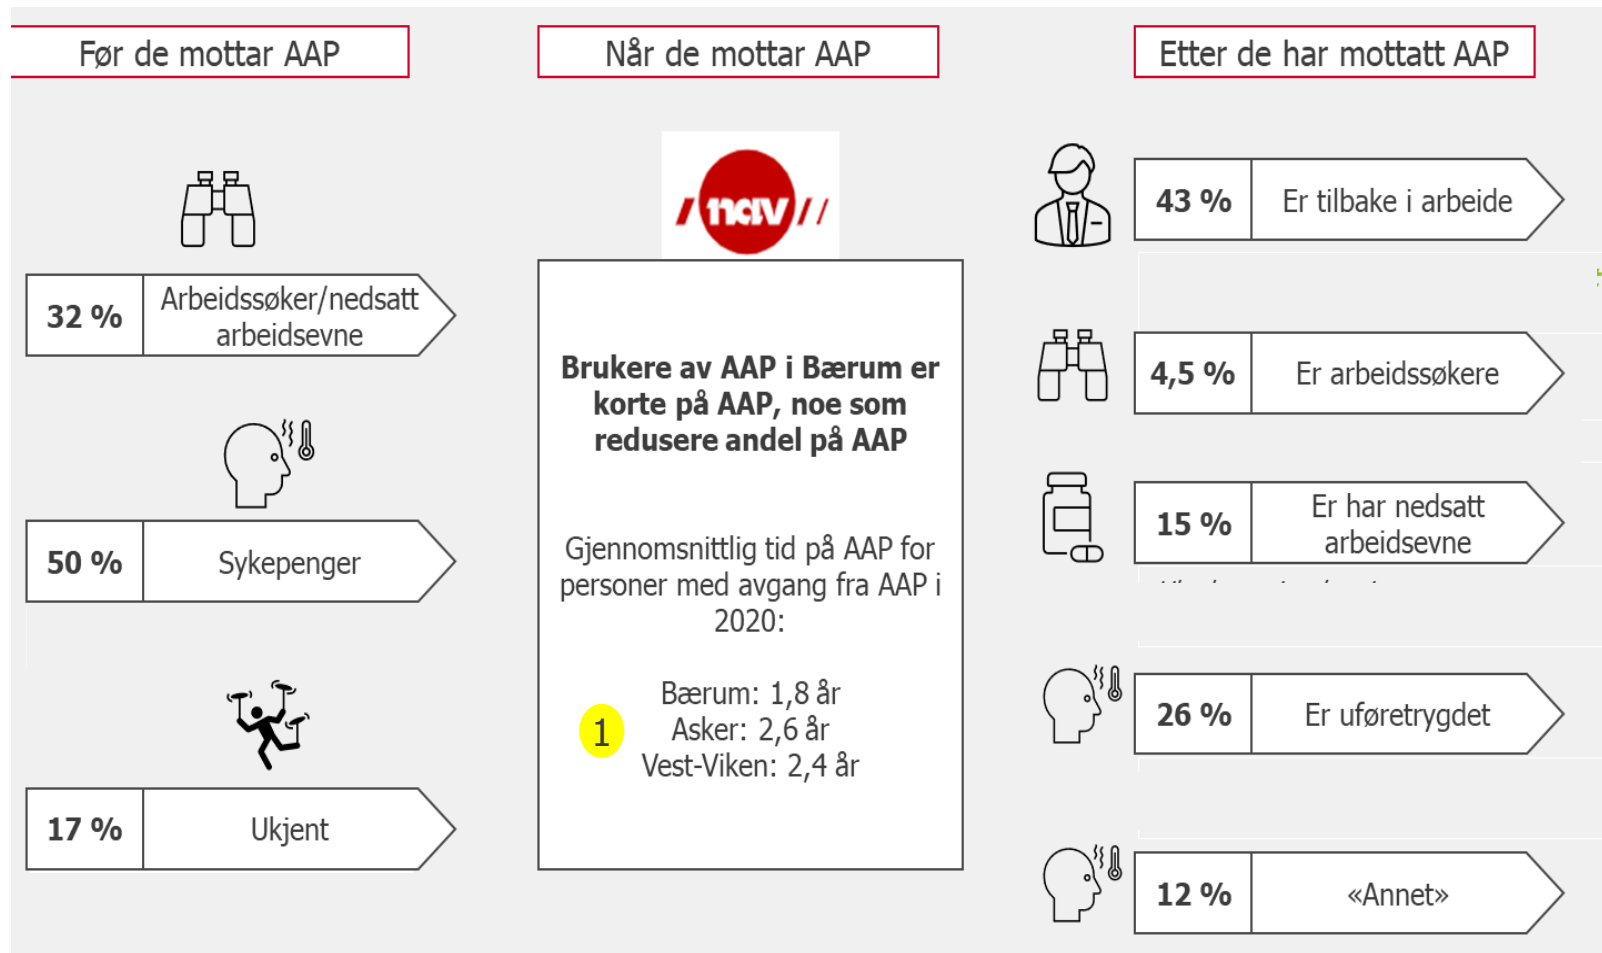 Før de mottar AAP
32 %
Arbeidssøker/nedsatt
arbeidsevne
50 %
Sykepenger
17 %
Ukjent
Når de mottar AAP
/ nav //
Brukere av AAP i Bærum er
korte på AAP, noe som
redusere andel på AAP
Gjennomsnittlig tid på AAP for
personer med avgang fra AAP i
2020:
Bærum: 1,8 år
1
Asker: 2,6 år
Vest-Viken: 2,4 år
Etter de har mottatt AAP
43 %
Er tilbake i arbeide
4,5 %
Er arbeidssøkere
15 %
Er har nedsatt
arbeidsevne
26 %
Er uføretrygdet
12 %
«Annet»